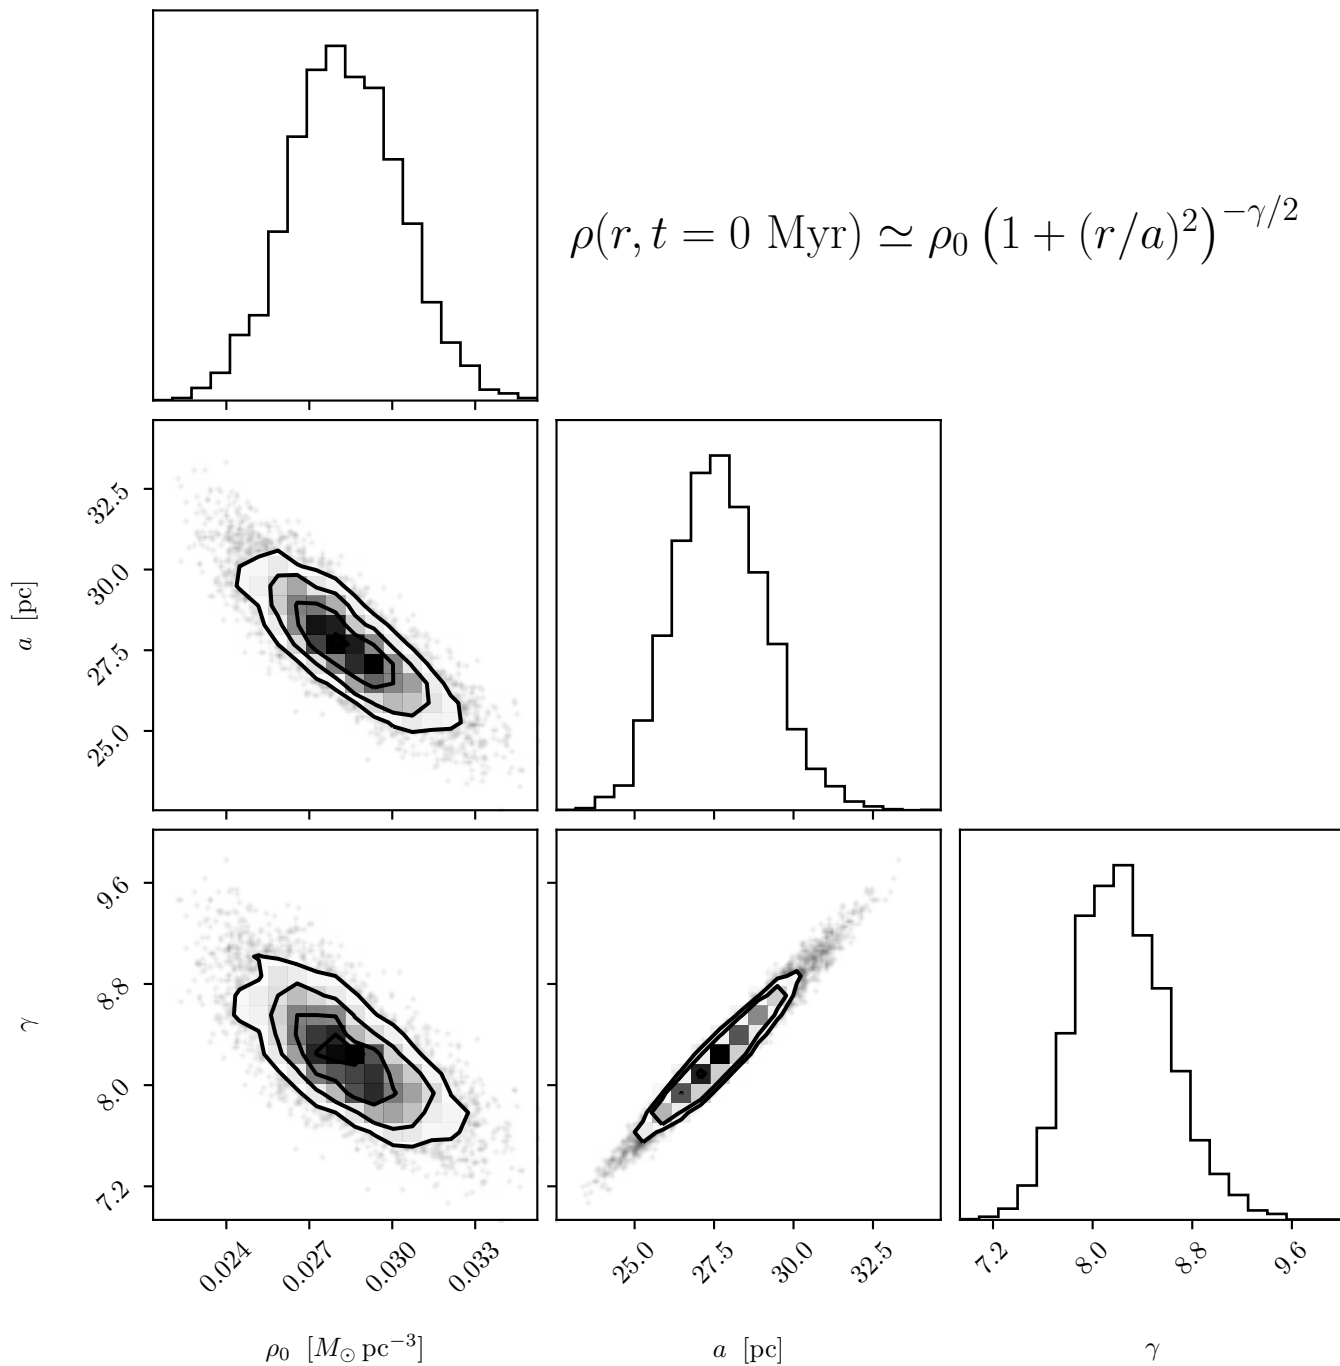 ρ(r, t = 0 Myr) ≃ ρ₀ (1 + (r/a)²)^{−γ/2}
32.5
30.0
27.5
25.0
a [pc]
9.6
8.8
8.0
7.2
γ
0.024 0.027 0.030 0.033
25.0 27.5 30.0 32.5
7.2 8.0 8.8 9.6
ρ₀ [M⊙ pc⁻³]
a [pc]
γ